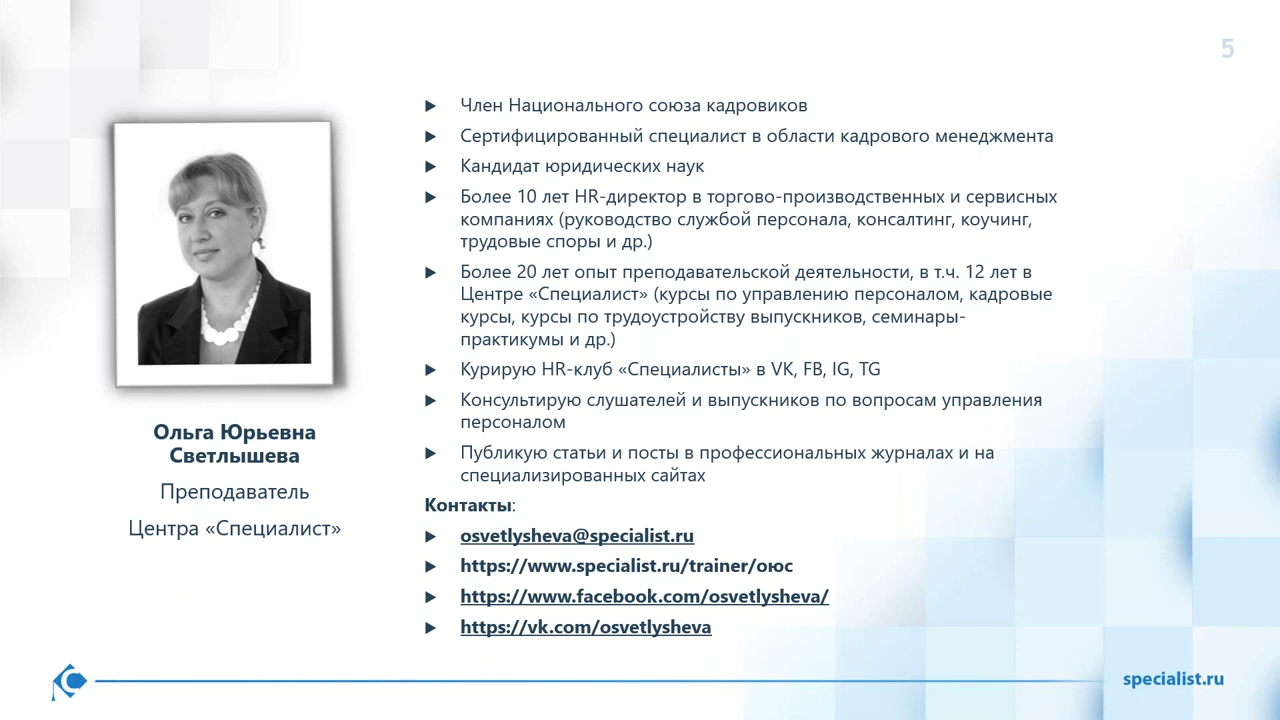 5
Ольга Юрьевна
Светлышева
Преподаватель
Центра «Специалист»
Член Национального союза кадровиков
Сертифицированный специалист в области кадрового менеджмента
Кандидат юридических наук
Более 10 лет HR-директор в торгово-производственных и сервисных
компаниях (руководство службой персонала, консалтинг, коучинг,
трудовые споры и др.)
Более 20 лет опыт преподавательской деятельности, в т.ч. 12 лет в
Центре «Специалист» (курсы по управлению персоналом, кадровые
курсы, курсы по трудоустройству выпускников, семинары-
практикумы и др.)
Курирую HR-клуб «Специалисты» в VK, FB, IG, TG
Консультирую слушателей и выпускников по вопросам управления
персоналом
Публикую статьи и посты в профессиональных журналах и на
специализированных сайтах
Контакты:
osvetlysheva@specialist.ru
https://www.specialist.ru/trainer/оюс
https://www.facebook.com/osvetlysheva/
https://vk.com/osvetlysheva
specialist.ru